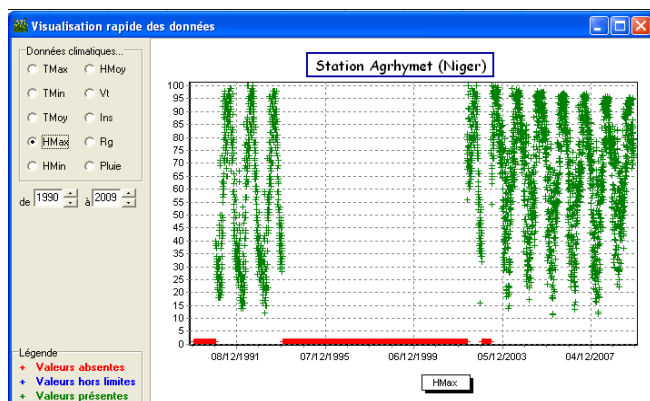 Visualisation rapide des données
Données climatiques...
TMax HMoy
TMin Vt
TMoy Ins
HMax Rg
HMin Pluie
de 1990 à 2009
Légende
+ Valeurs absentes
+ Valeurs hors limites
+ Valeurs présentes
Station Agrhymet (Niger)
100
95
90
85
80
75
70
65
60
55
50
45
40
35
30
25
20
15
10
5
0
08/12/1991 07/12/1995 06/12/1999 05/12/2003 04/12/2007
HMax